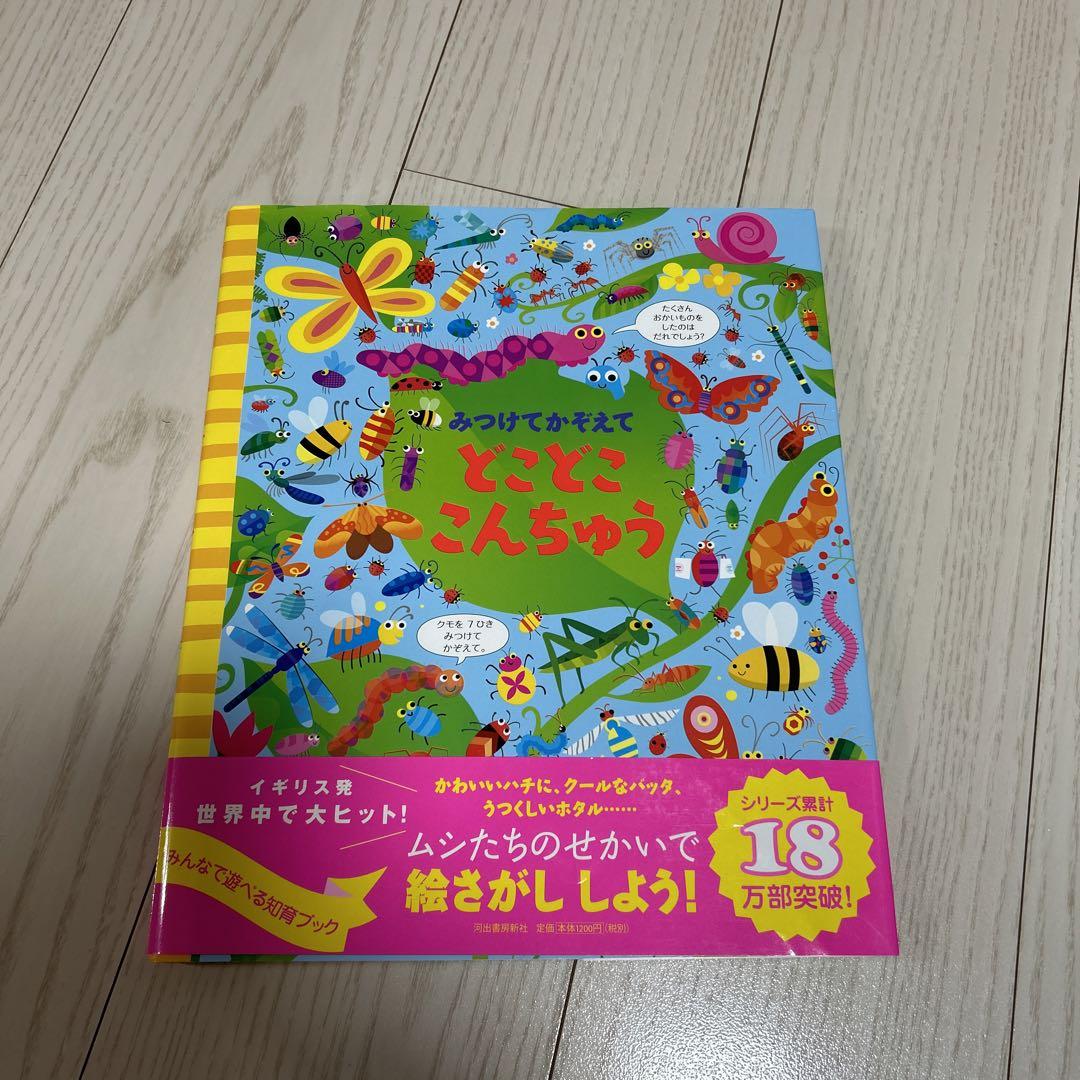 たくさん
おかいものを
したのは
だれでしょう?
みつけてかぞえて
どこどこ
こんちゅう
クモを 7 ひき
みつけて
かぞえて。
イギリス発
世界中で大ヒット!
みんなで遊べる知育ブック
かわいいハチに、クールなバッタ、
うつくしいホタル……
ムシたちのせかいで
絵さがし しよう!
シリーズ累計
18
万部突破!
河出書房新社 定価 本体1200円(税別)